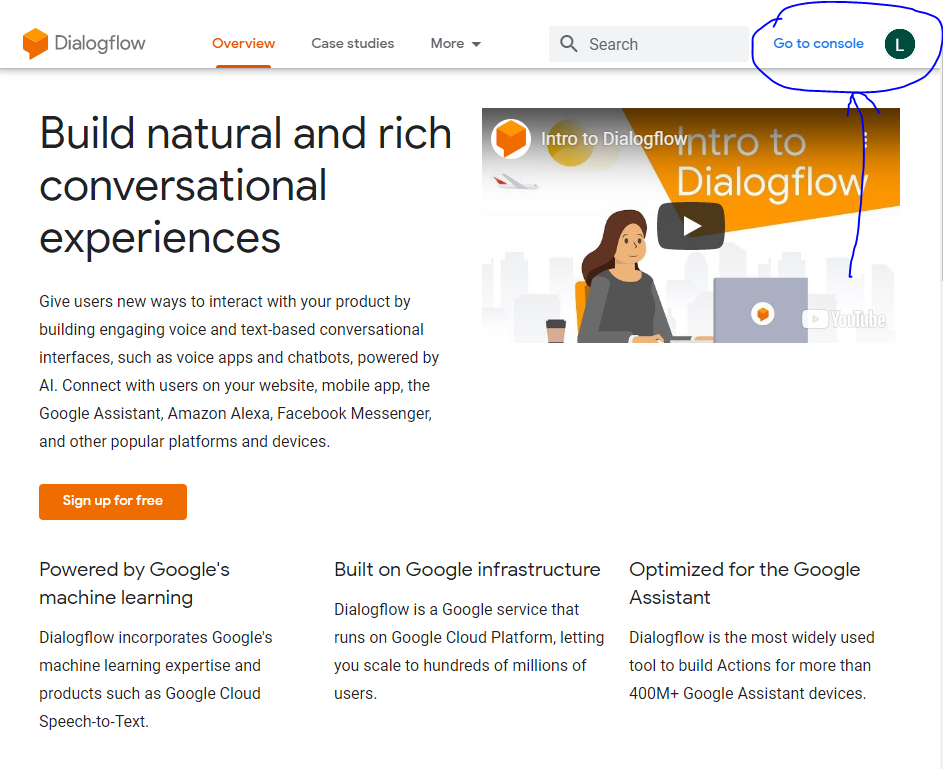 Dialogflow
Overview
Case studies
More
Search
Go to console
L
Build natural and rich
conversational
experiences
Intro to Dialogflow
Intro to
Dialogflow
YouTube
Give users new ways to interact with your product by
building engaging voice and text-based conversational
interfaces, such as voice apps and chatbots, powered by
AI. Connect with users on your website, mobile app, the
Google Assistant, Amazon Alexa, Facebook Messenger,
and other popular platforms and devices.
Sign up for free
Powered by Google's
machine learning
Dialogflow incorporates Google's
machine learning expertise and
products such as Google Cloud
Speech-to-Text.
Built on Google infrastructure
Dialogflow is a Google service that
runs on Google Cloud Platform, letting
you scale to hundreds of millions of
users.
Optimized for the Google
Assistant
Dialogflow is the most widely used
tool to build Actions for more than
400M+ Google Assistant devices.